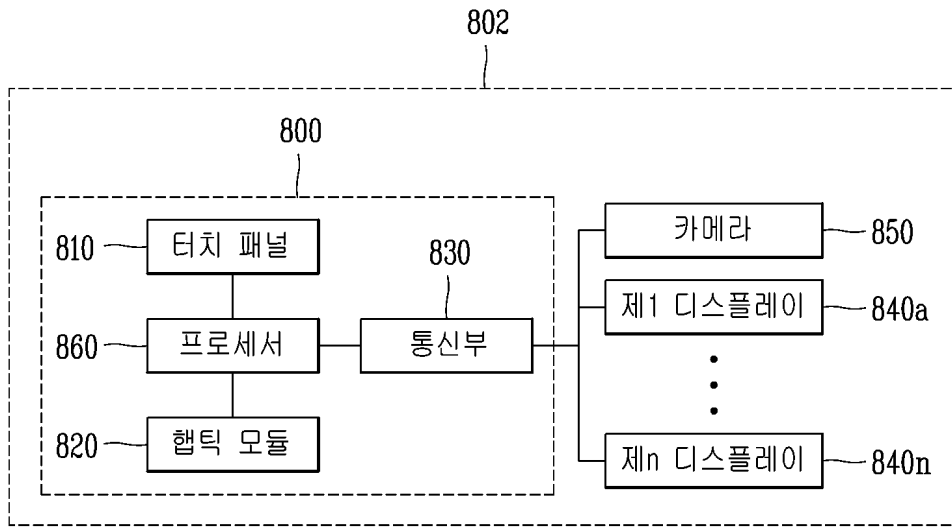 802
800
810
터치 패널
830
카메라
850
제1 디스플레이
840a
860
프로세서
통신부
820
햅틱 모듈
제n 디스플레이
840n